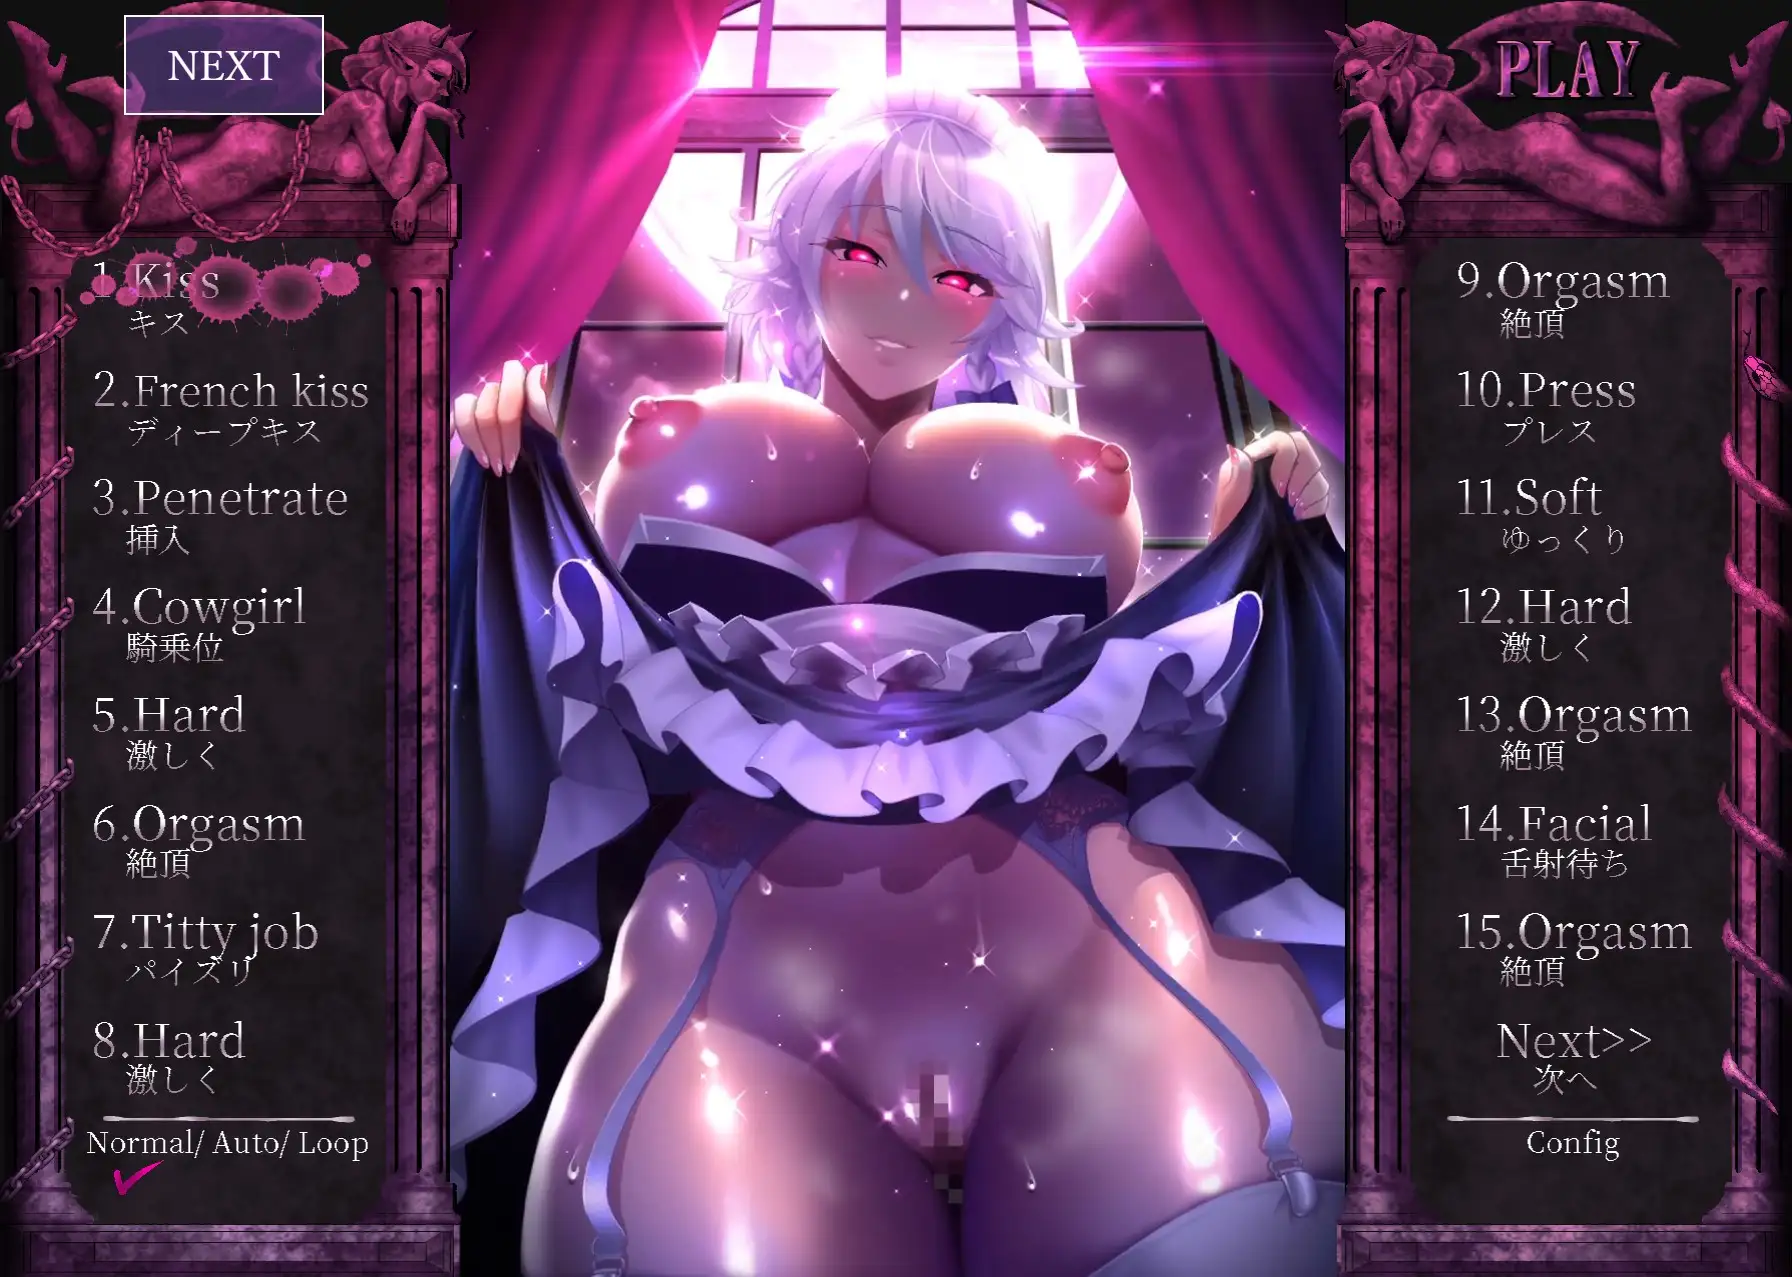 NEXT
PLAY
1.Kiss
キス
2.French kiss
ディープキス
3.Penetrate
挿入
4.Cowgirl
騎乗位
5.Hard
激しく
6.Orgasm
絶頂
7.Titty job
パイズリ
8.Hard
激しく
Normal/ Auto/ Loop
9.Orgasm
絶頂
10.Press
プレス
11.Soft
ゆっくり
12.Hard
激しく
13.Orgasm
絶頂
14.Facial
舌射待ち
15.Orgasm
絶頂
Next>>
次へ
Config